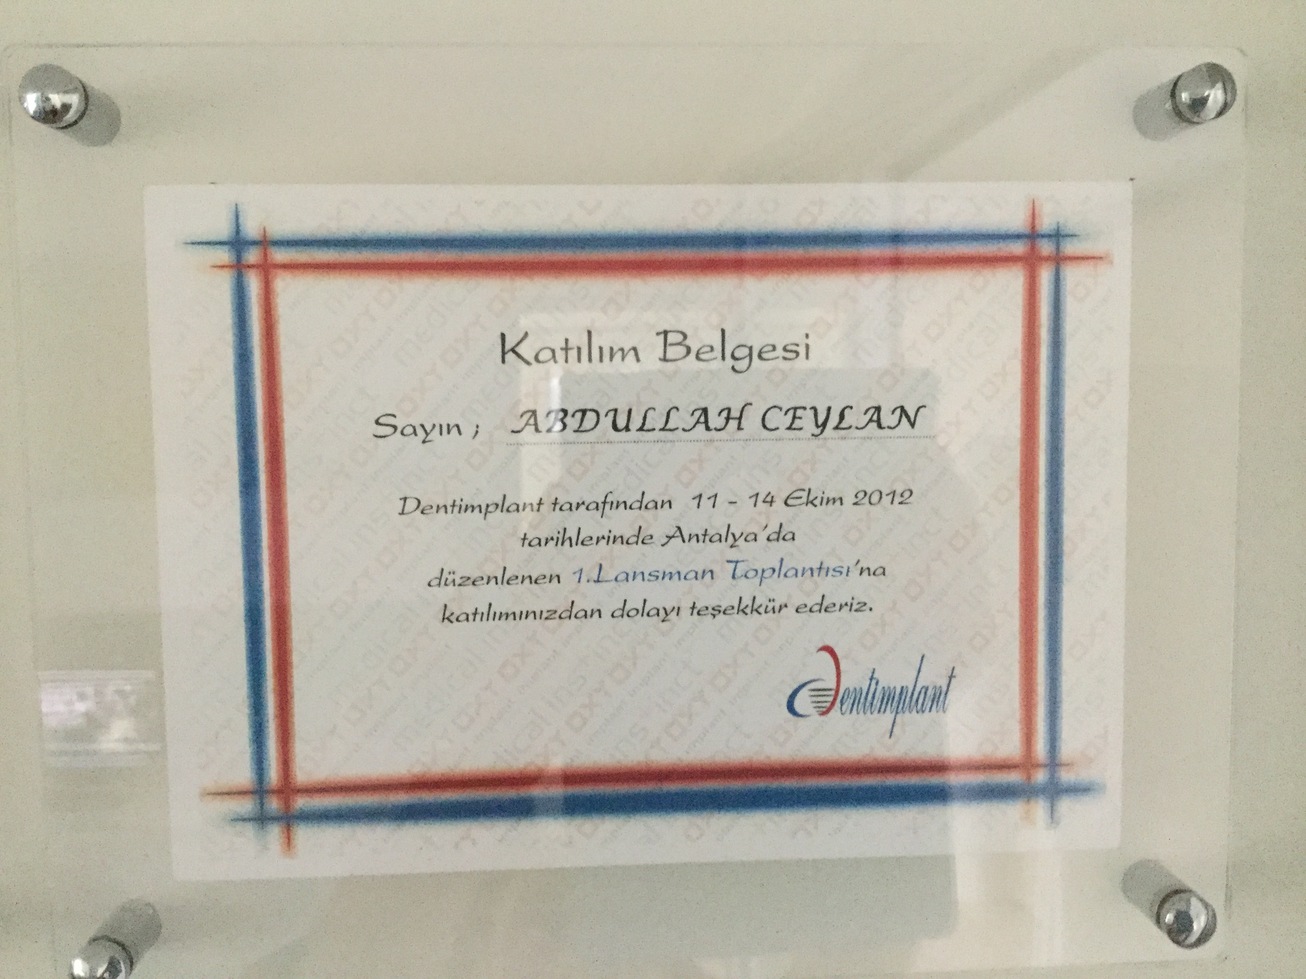 Katılım Belgesi
Sayın ; ABDULLAH CEYLAN
Dentimplant tarafından 11 - 14 Ekim 2012
tarihlerinde Antalya'da
düzenlenen 1.Lansman Toplantısı'na
katılımınızdan dolayı teşekkür ederiz.
Dentimplant